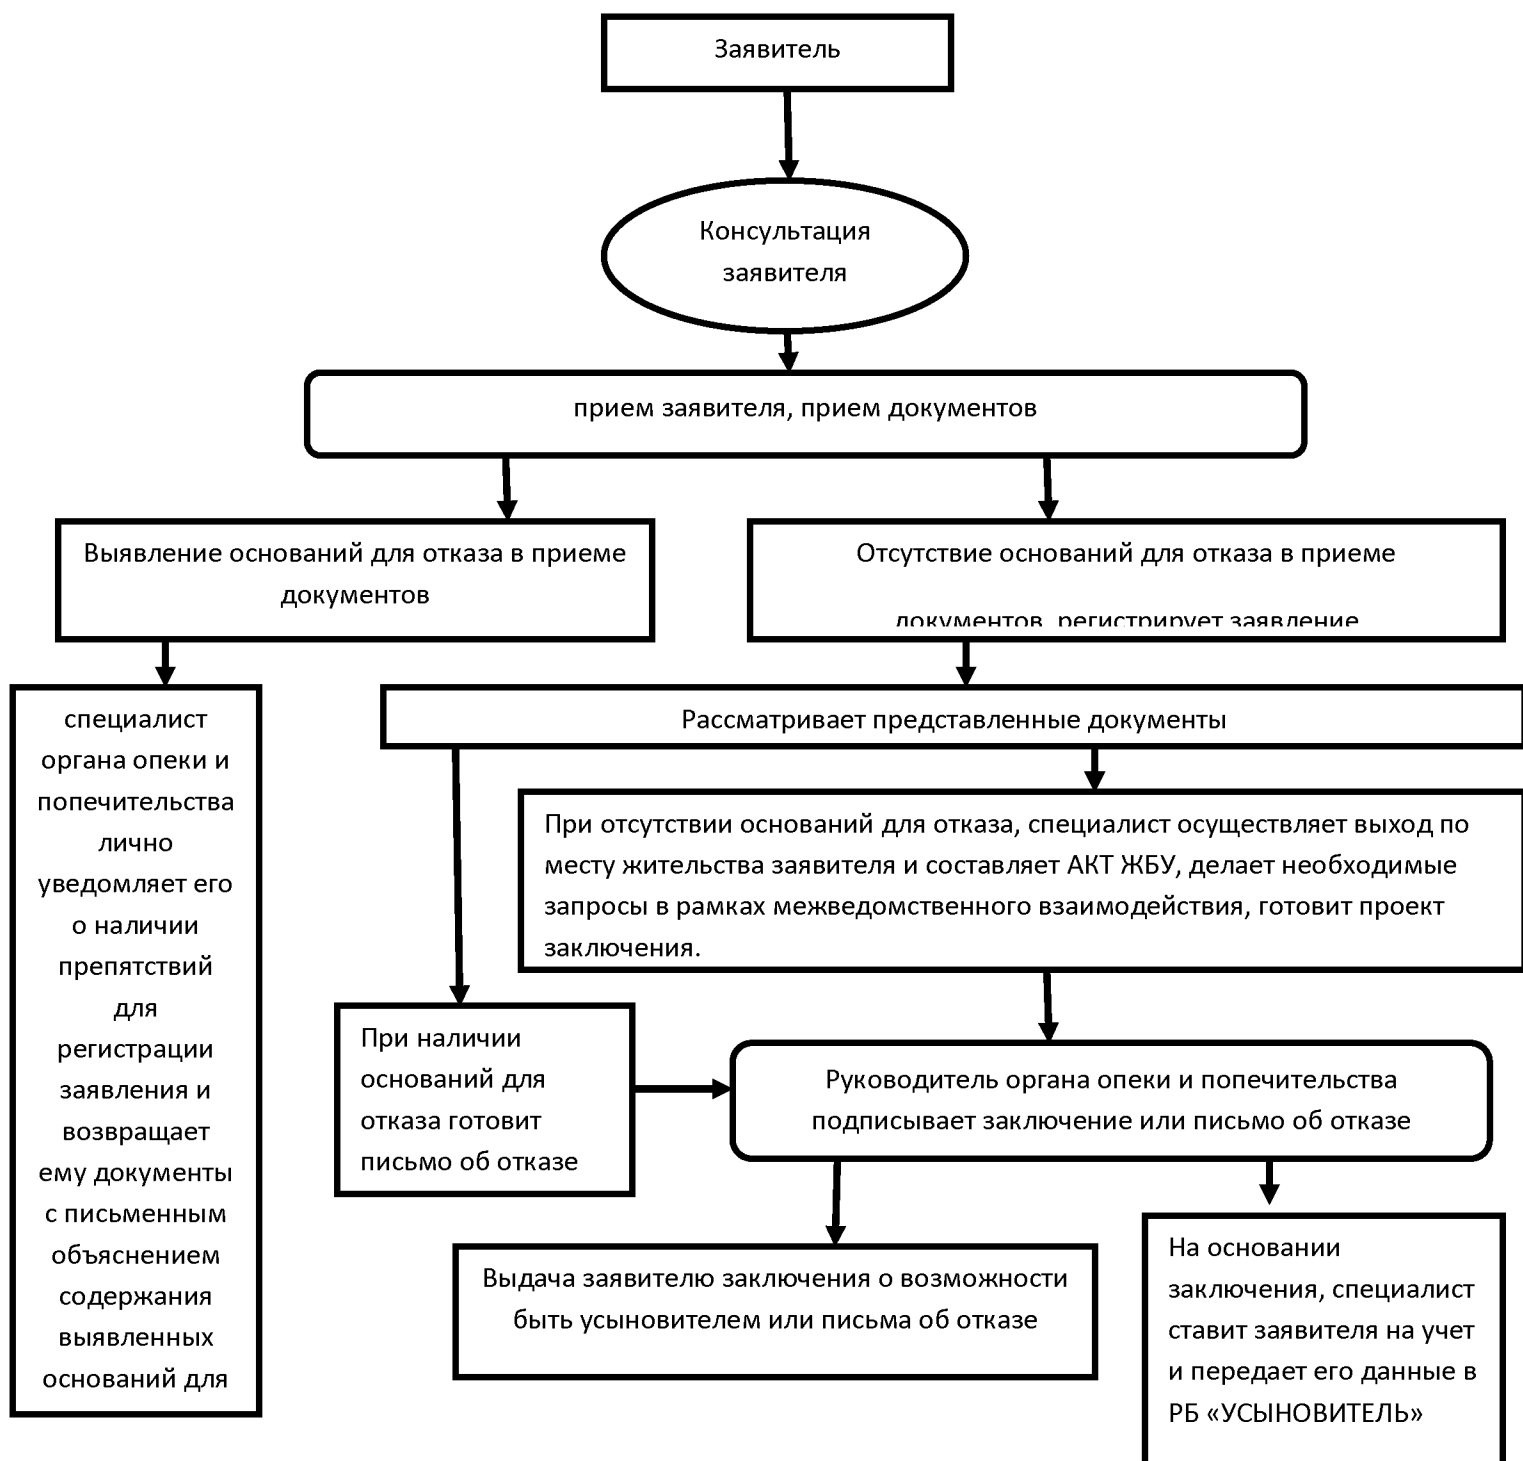 Заявитель
Консультация
заявителя
прием заявителя, прием документов
Выявление оснований для отказа в приеме
документов
Отсутствие оснований для отказа в приеме
документов, регистрирует заявление
специалист
органа опеки и
попечительства
лично
уведомляет его
о наличии
препятствий
для
регистрации
заявления и
возвращает
ему документы
с письменным
объяснением
содержания
выявленных
оснований для
Рассматривает представленные документы
При отсутствии оснований для отказа, специалист осуществляет выход по
месту жительства заявителя и составляет АКТ ЖБУ, делает необходимые
запросы в рамках межведомственного взаимодействия, готовит проект
заключения.
При наличии
оснований для
отказа готовит
письмо об отказе
Руководитель органа опеки и попечительства
подписывает заключение или письмо об отказе
Выдача заявителю заключения о возможности
быть усыновителем или письма об отказе
На основании
заключения, специалист
ставит заявителя на учет
и передает его данные в
РБ «УСЫНОВИТЕЛЬ»